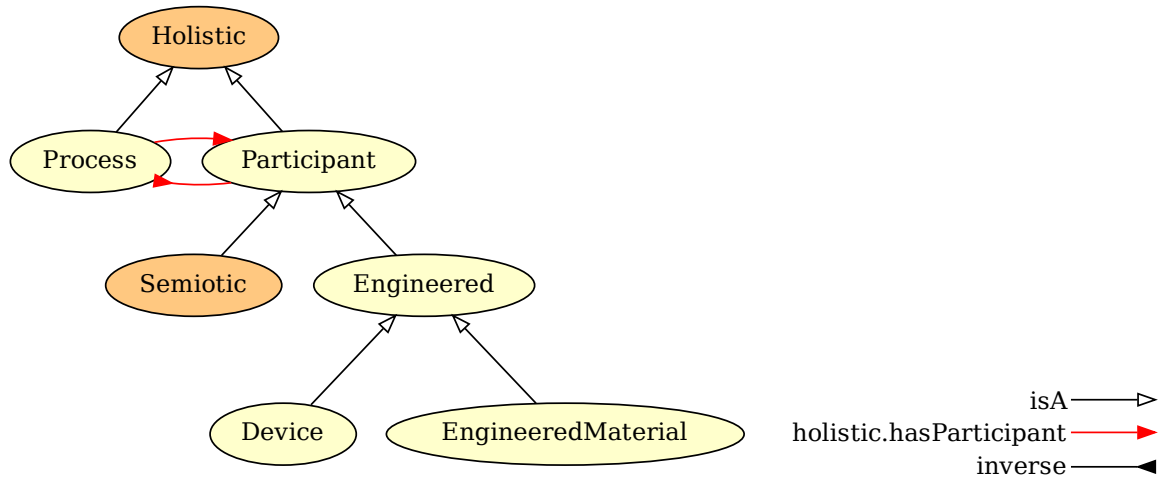 Holistic
Process
Participant
Semiotic
Engineered
Device
EngineeredMaterial
isA
holistic.hasParticipant
inverse